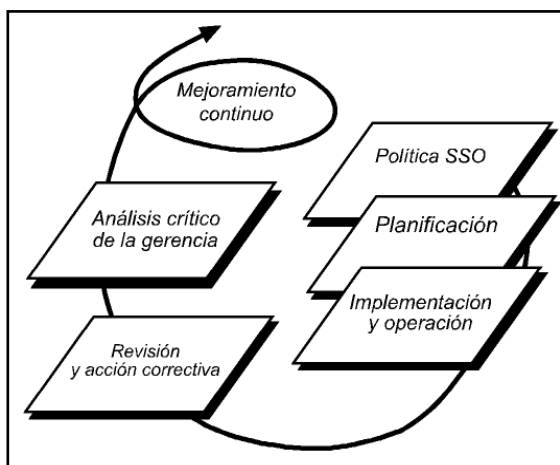 Mejoramiento
continuo
Política SSO
Planificación
Implementación
y operación
Análisis crítico
de la gerencia
Revisión
y acción correctiva